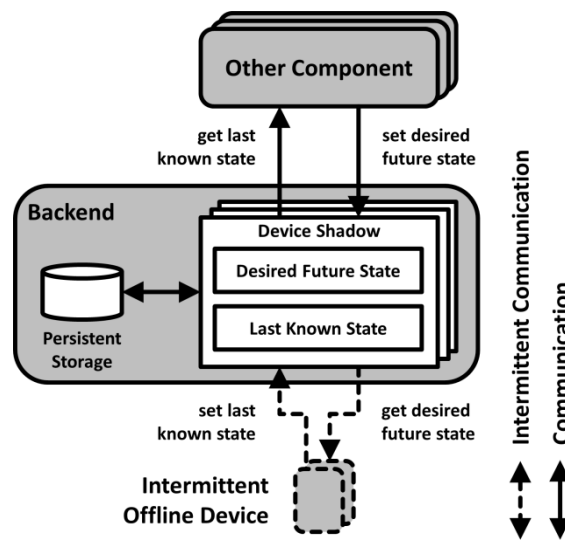 Other Component
get last
known state
set desired
future state
Backend
Device Shadow
Desired Future State
Last Known State
Persistent
Storage
set last
known state
get desired
future state
Intermittent
Offline Device
Intermittent Communication
Communication